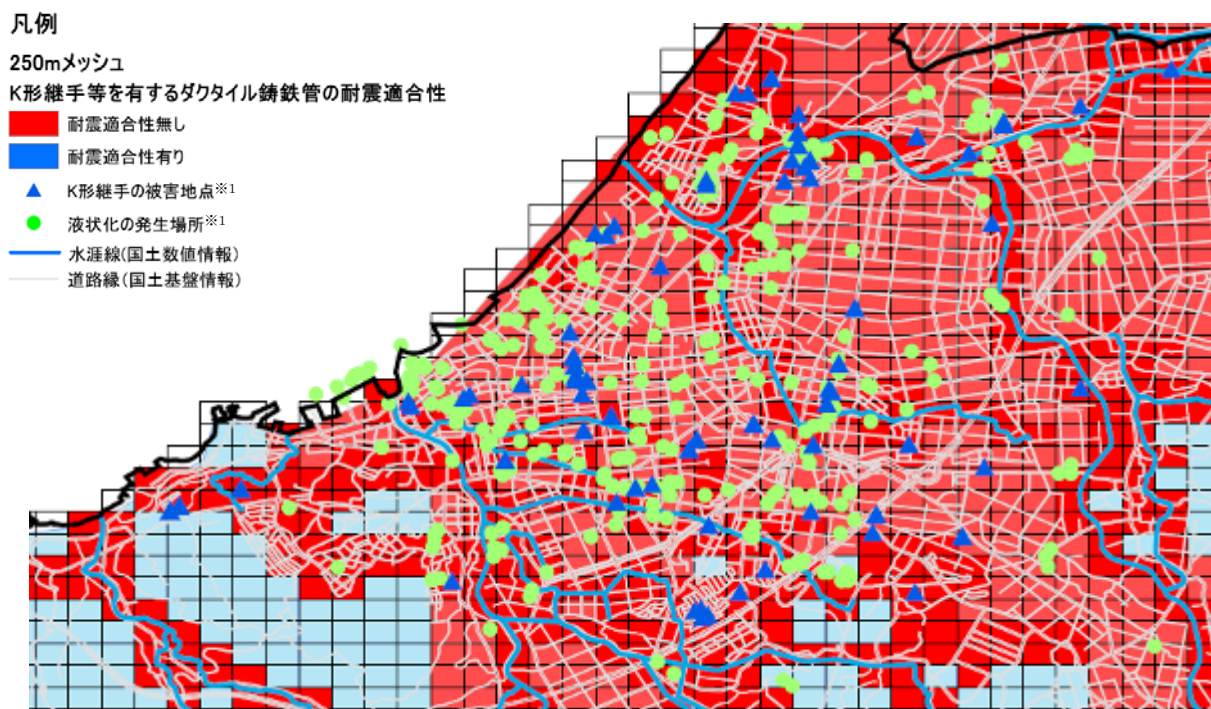 凡例
250mメッシュ
K形継手等を有するダクタイル鋳鉄管の耐震適合性
耐震適合性無し
耐震適合性有り
K形継手の被害地点※1
液状化の発生場所※1
水涯線(国土数値情報)
道路縁(国土基盤情報)